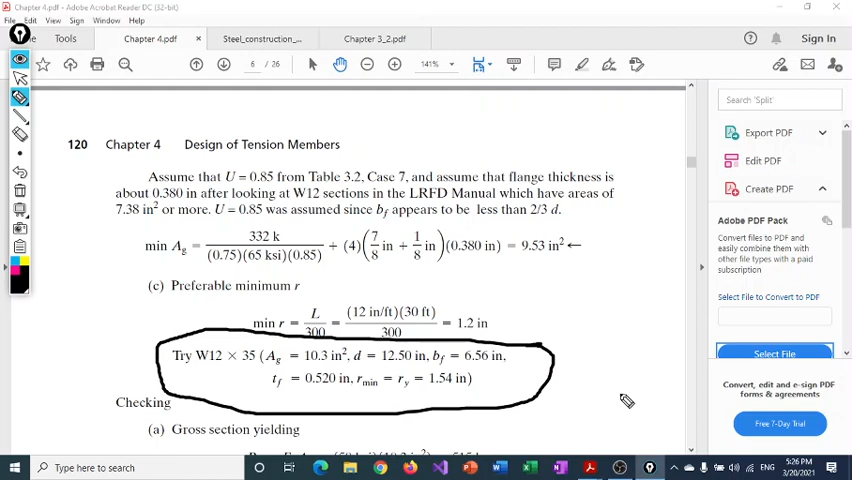 Chapter 4.pdf - Adobe Acrobat Reader DC (32-bit)
File Edit View Sign Window Help
Tools Chapter 4.pdf × Steel_construction_... Chapter 3_2.pdf Sign In
6 / 26 141%
120 Chapter 4 Design of Tension Members
Assume that U = 0.85 from Table 3.2, Case 7, and assume that flange thickness is
about 0.380 in after looking at W12 sections in the LRFD Manual which have areas of
7.38 in² or more. U = 0.85 was assumed since bf appears to be less than 2/3 d.
min Ag = 332 k / (0.75)(65 ksi)(0.85) + (4)(7/8 in + 1/8 in)(0.380 in) = 9.53 in² ←
(c) Preferable minimum r
min r = L/300 = (12 in/ft)(30 ft)/300 = 1.2 in
Try W12 × 35 (Ag = 10.3 in², d = 12.50 in, bf = 6.56 in,
tf = 0.520 in, rmin = ry = 1.54 in)
Checking
(a) Gross section yielding
Search 'Split'
Export PDF
Edit PDF
Create PDF
Adobe PDF Pack
Convert files to PDF and
easily combine them
with other file types with a paid
subscription
Select File to Convert to PDF
Select File
Convert, edit and e-sign PDF
forms & agreements
Free 7-Day Trial
Type here to search
ENG
5:26 PM
3/20/2021